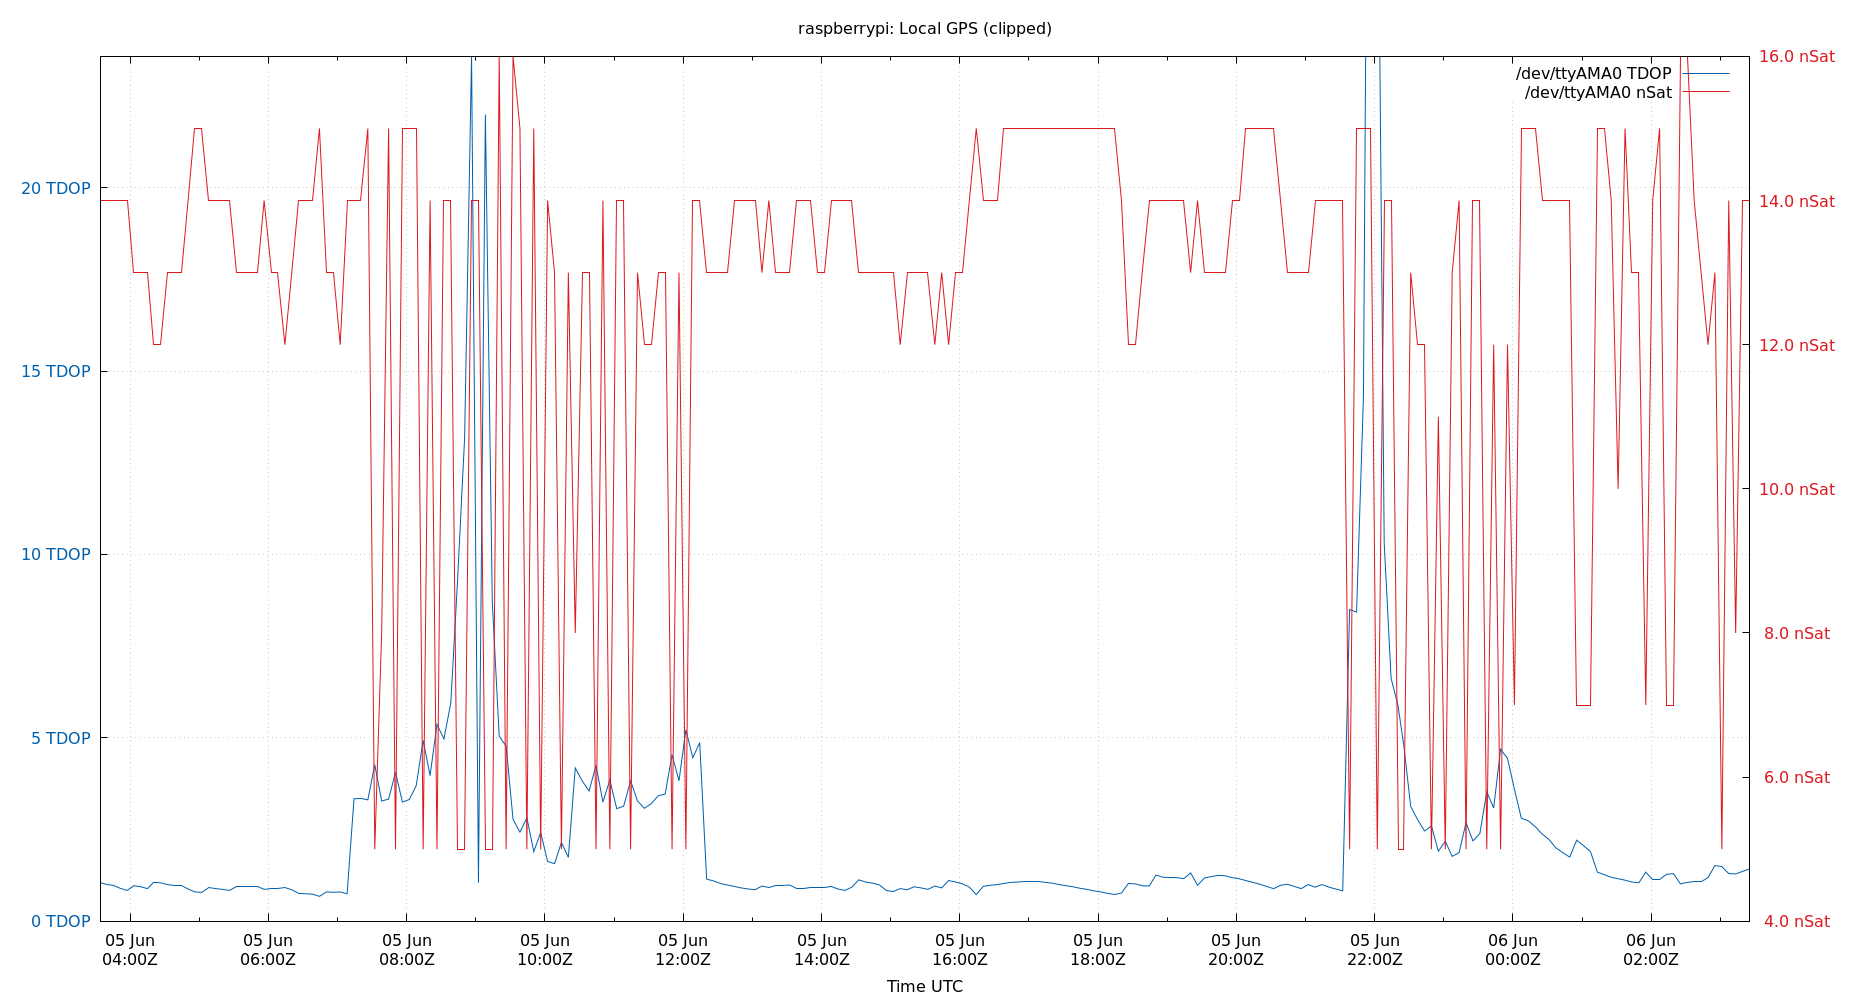 raspberrypi: Local GPS (clipped)
/dev/ttyAMA0 TDOP
/dev/ttyAMA0 nSat
20 TDOP
15 TDOP
10 TDOP
5 TDOP
0 TDOP
16.0 nSat
14.0 nSat
12.0 nSat
10.0 nSat
8.0 nSat
6.0 nSat
4.0 nSat
05 Jun 05 Jun 05 Jun 05 Jun 05 Jun 05 Jun 05 Jun 05 Jun 05 Jun 05 Jun 06 Jun 06 Jun
04:00Z 06:00Z 08:00Z 10:00Z 12:00Z 14:00Z 16:00Z 18:00Z 20:00Z 22:00Z 00:00Z 02:00Z
Time UTC